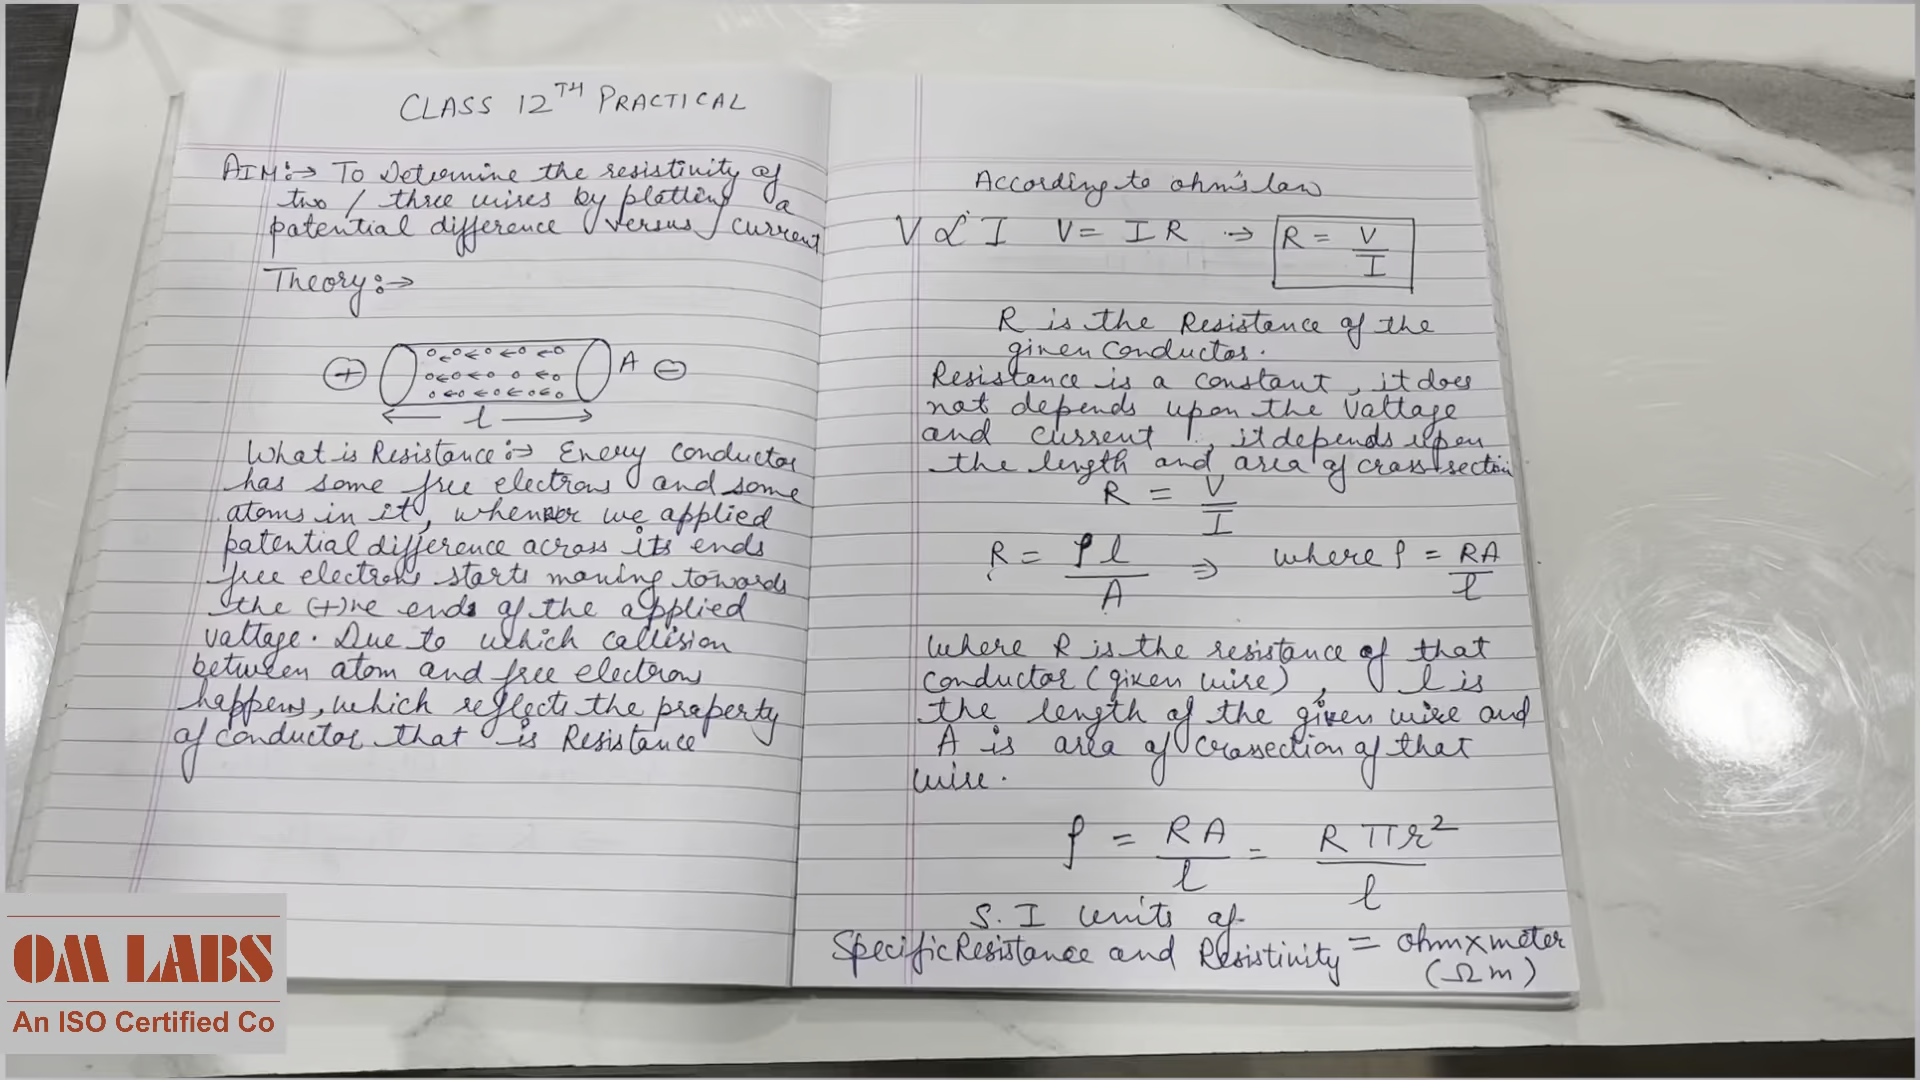 CLASS 12TH PRACTICAL
AIM:→ To Determine the resistivity of
two / three wires by plotting a
potential difference versus current
Theory:→
+ A −
l
What is Resistance:→ Every conductor
has some free electrons and some
atoms in it, whenever we applied
potential difference across its ends
free electrons starts moving towards
the (+)ve ends of the applied
voltage. Due to which collision
between atom and free electrons
happens, which reflects the property
of conductor that is Resistance
According to ohm's law
V ∝ I V = IR → R = V/I
R is the Resistance of the
given conductor.
Resistance is a constant, it does
not depends upon the voltage
and current, it depends upon
the length and area of cross section
R = V/I
R = ρl/A ⇒ where ρ = RA/l
where R is the resistance of that
conductor (given wire), l is
the length of the given wire and
A is area of crossection of that
wire.
ρ = RA/l = Rπr²/l
S.I units of
Specific Resistance and Resistivity = ohm×meter
(Ωm)
OM LABS
An ISO Certified Co